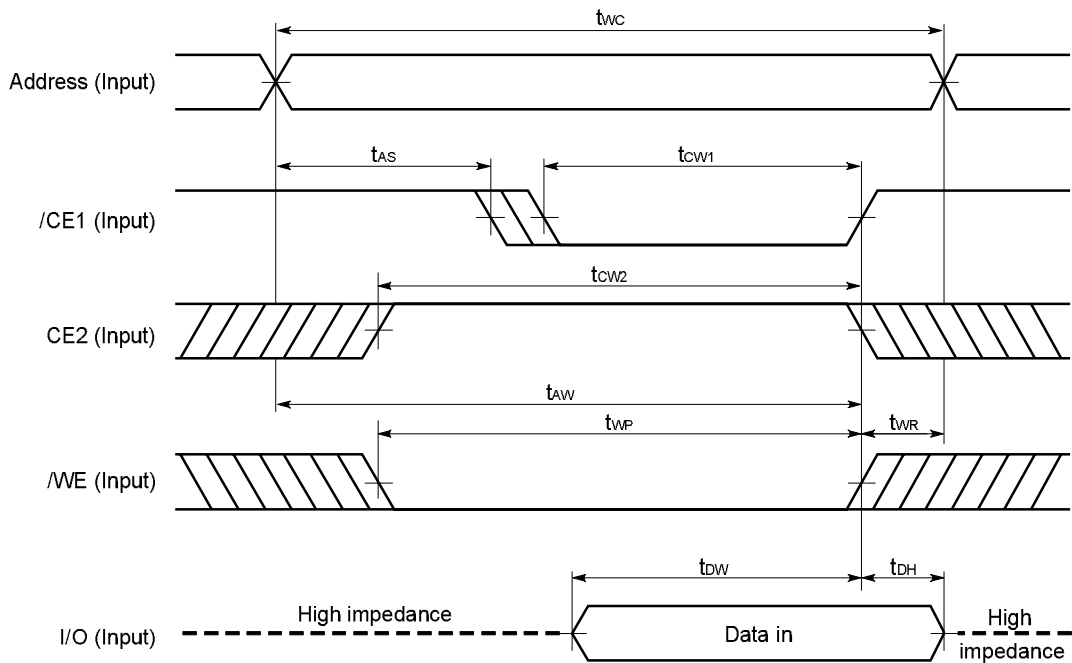 tWC
Address (Input)
tAS
tCW1
/CE1 (Input)
tCW2
CE2 (Input)
tAW
tWP
tWR
/WE (Input)
tDW
tDH
High impedance
I/O (Input)
Data in
High
impedance